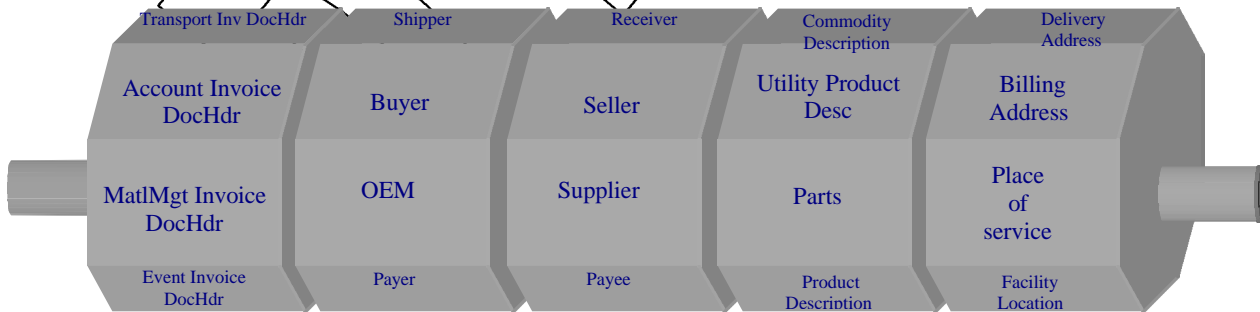 Transport Inv DocHdr
Shipper
Receiver
Commodity
Description
Delivery
Address
Account Invoice
DocHdr
Buyer
Seller
Utility Product
Desc
Billing
Address
MatlMgt Invoice
DocHdr
OEM
Supplier
Parts
Place
of
service
Event Invoice
DocHdr
Payer
Payee
Product
Description
Facility
Location